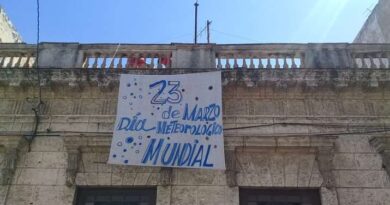 23
de MARZO
DÍA METEOROLÓGICO
MUNDIAL